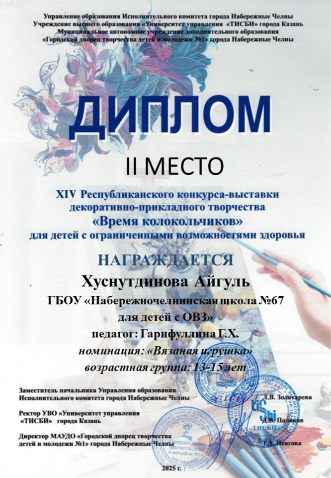 Управление образования Исполнительного комитета города Набережные Челны
Учреждение высшего образования «Университет управления «ТИСБИ» города Казань
Муниципальное автономное учреждение дополнительного образования
«Городской дворец творчества детей и молодежи №1» города Набережные Челны
ДИПЛОМ
II МЕСТО
XIV Республиканского конкурса-выставки
декоративно-прикладного творчества
«Время колокольчиков»
для детей с ограниченными возможностями здоровья
НАГРАЖДАЕТСЯ
Хуснутдинова Айгуль
ГБОУ «Набережночелнинская школа №67
для детей с ОВЗ»
педагог: Гарифуллина Г.Х.
номинация: «Вязаная игрушка»
возрастная группа: 13-15 лет
Заместитель начальника Управления образования
Исполнительного комитета города Набережные Челны Л.В. Золотарева
Ректор УВО «Университет управления
«ТИСБИ» города Казань Поляков
Директор МАУДО «Городской дворец творчества
детей и молодежи №1» города Набережные Челны
2025 г.